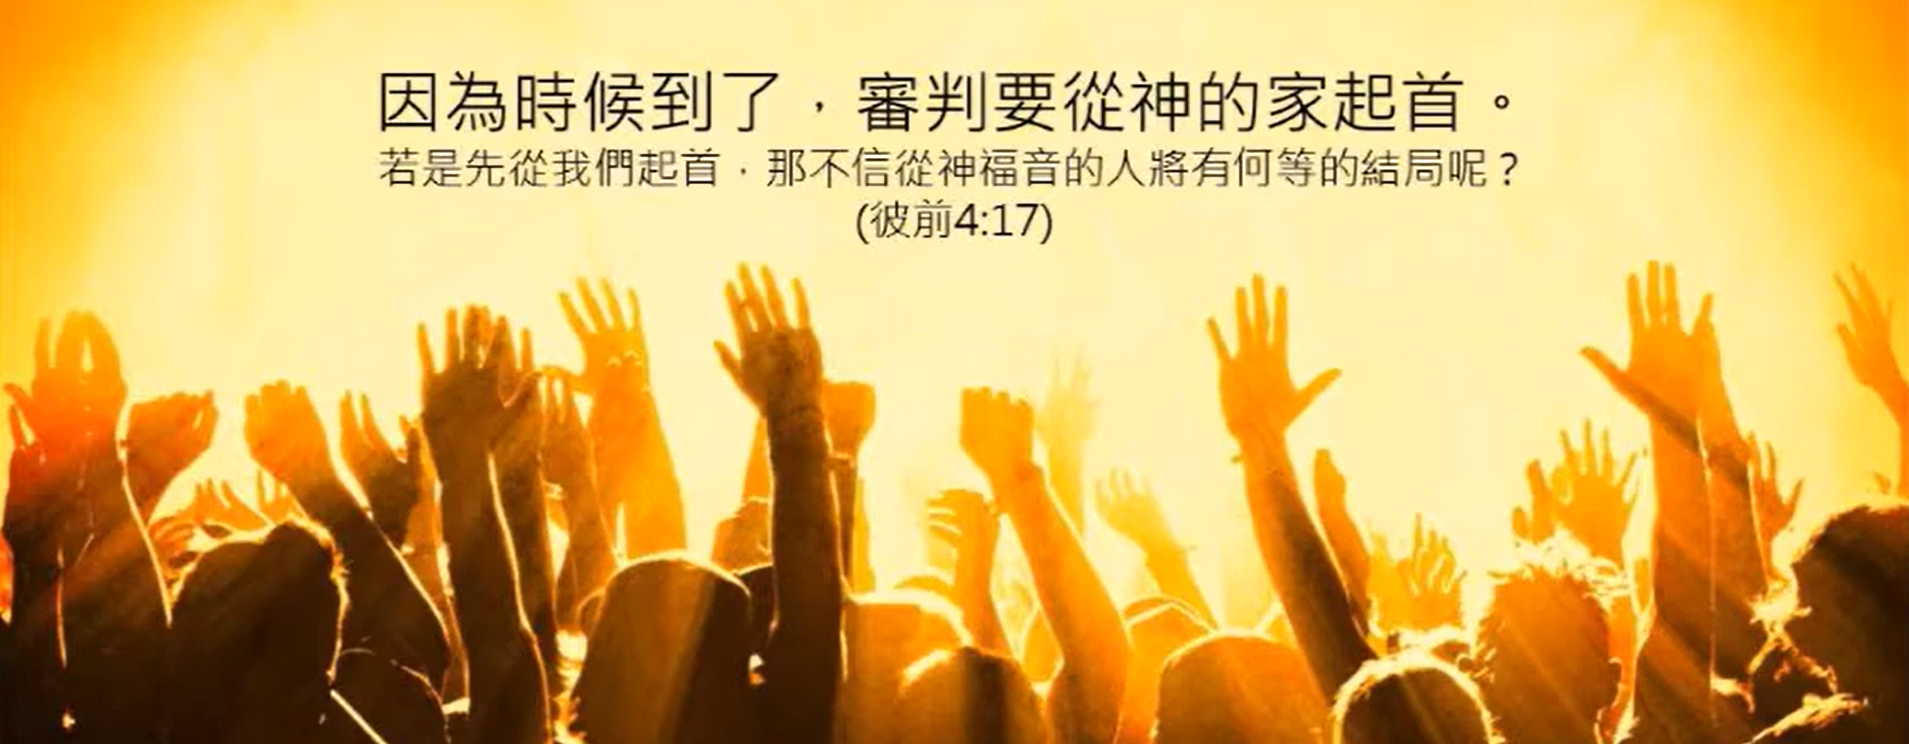 因為時候到了，審判要從神的家起首。
若是先從我們起首，那不信從神福音的人將有何等的結局呢？
(彼前4:17)